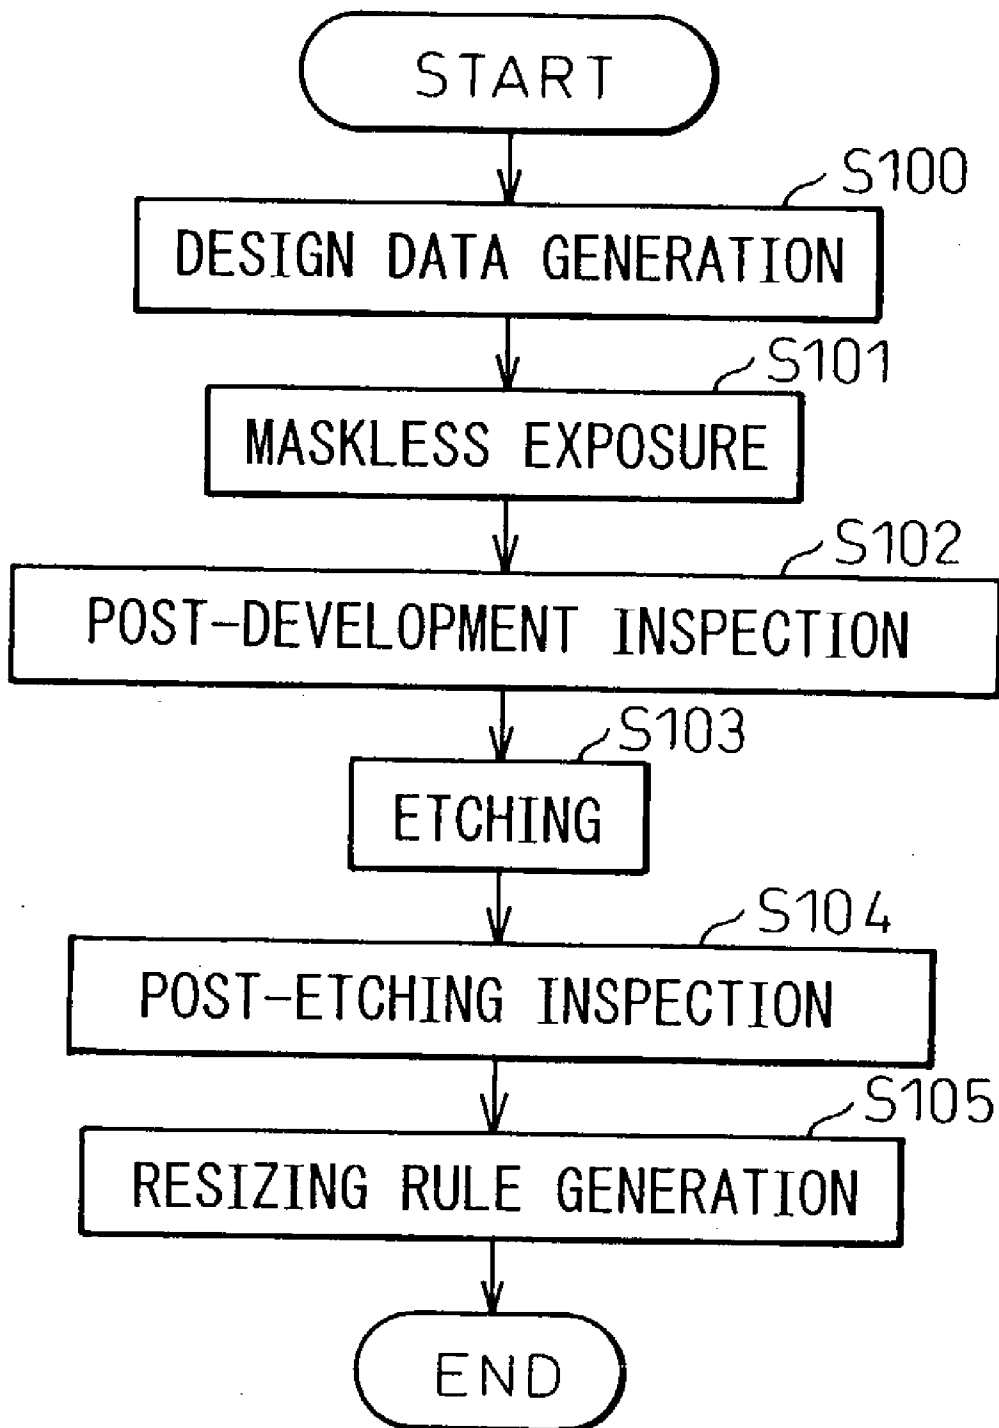 START
S100
DESIGN DATA GENERATION
S101
MASKLESS EXPOSURE
S102
POST-DEVELOPMENT INSPECTION
S103
ETCHING
S104
POST-ETCHING INSPECTION
S105
RESIZING RULE GENERATION
END